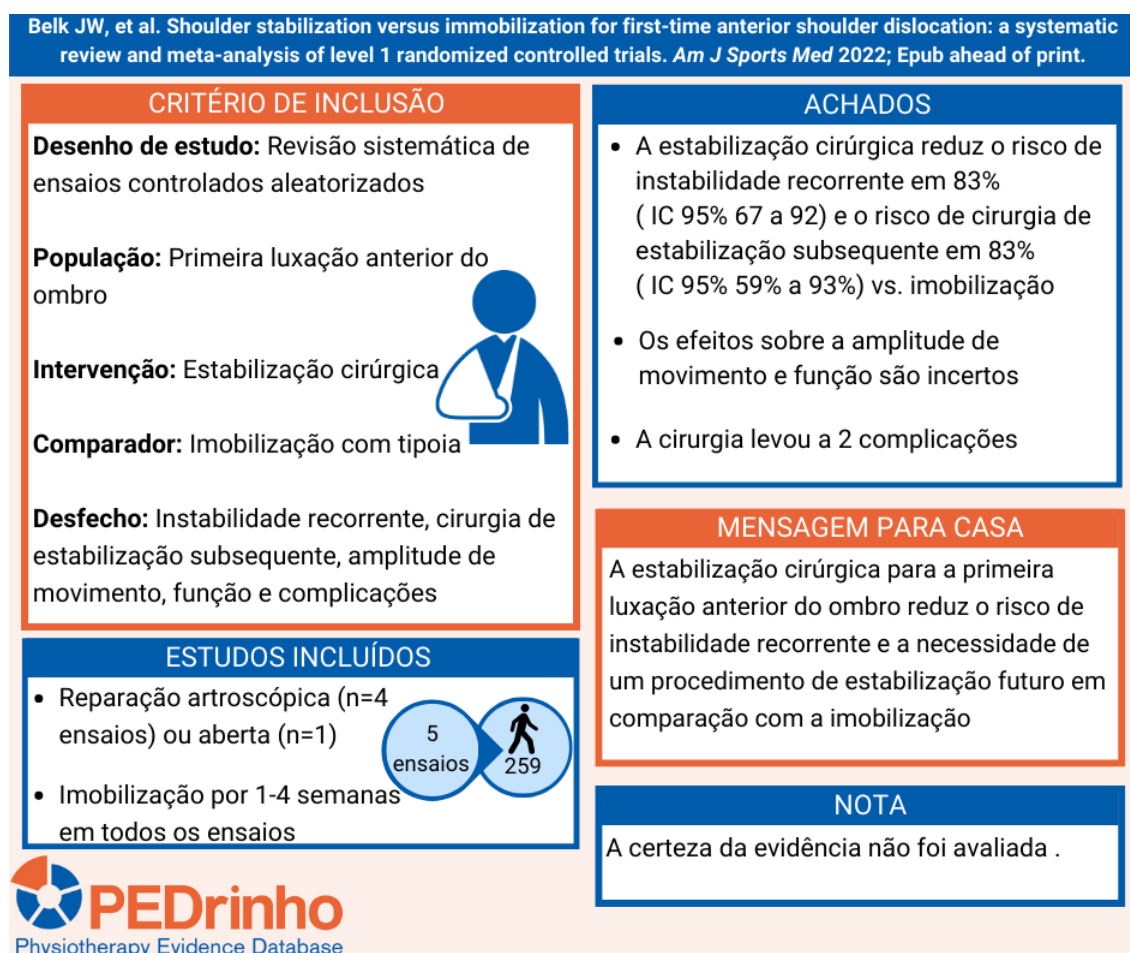 Belk JW, et al. Shoulder stabilization versus immobilization for first-time anterior shoulder dislocation: a systematic
review and meta-analysis of level 1 randomized controlled trials. Am J Sports Med 2022; Epub ahead of print.
CRITÉRIO DE INCLUSÃO
Desenho de estudo: Revisão sistemática de
ensaios controlados aleatorizados
População: Primeira luxação anterior do
ombro
Intervenção: Estabilização cirúrgica
Comparador: Imobilização com tipoia
Desfecho: Instabilidade recorrente, cirurgia de
estabilização subsequente, amplitude de
movimento, função e complicações
ESTUDOS INCLUÍDOS
• Reparação artroscópica (n=4
ensaios) ou aberta (n=1)
• Imobilização por 1-4 semanas
em todos os ensaios
5
ensaios
259
ACHADOS
• A estabilização cirúrgica reduz o risco de
instabilidade recorrente em 83%
( IC 95% 67 a 92) e o risco de cirurgia de
estabilização subsequente em 83%
( IC 95% 59% a 93%) vs. imobilização
• Os efeitos sobre a amplitude de
movimento e função são incertos
• A cirurgia levou a 2 complicações
MENSAGEM PARA CASA
A estabilização cirúrgica para a primeira
luxação anterior do ombro reduz o risco de
instabilidade recorrente e a necessidade de
um procedimento de estabilização futuro em
comparação com a imobilização
NOTA
A certeza da evidência não foi avaliada .
PEDrinho
Physiotherapy Evidence Database